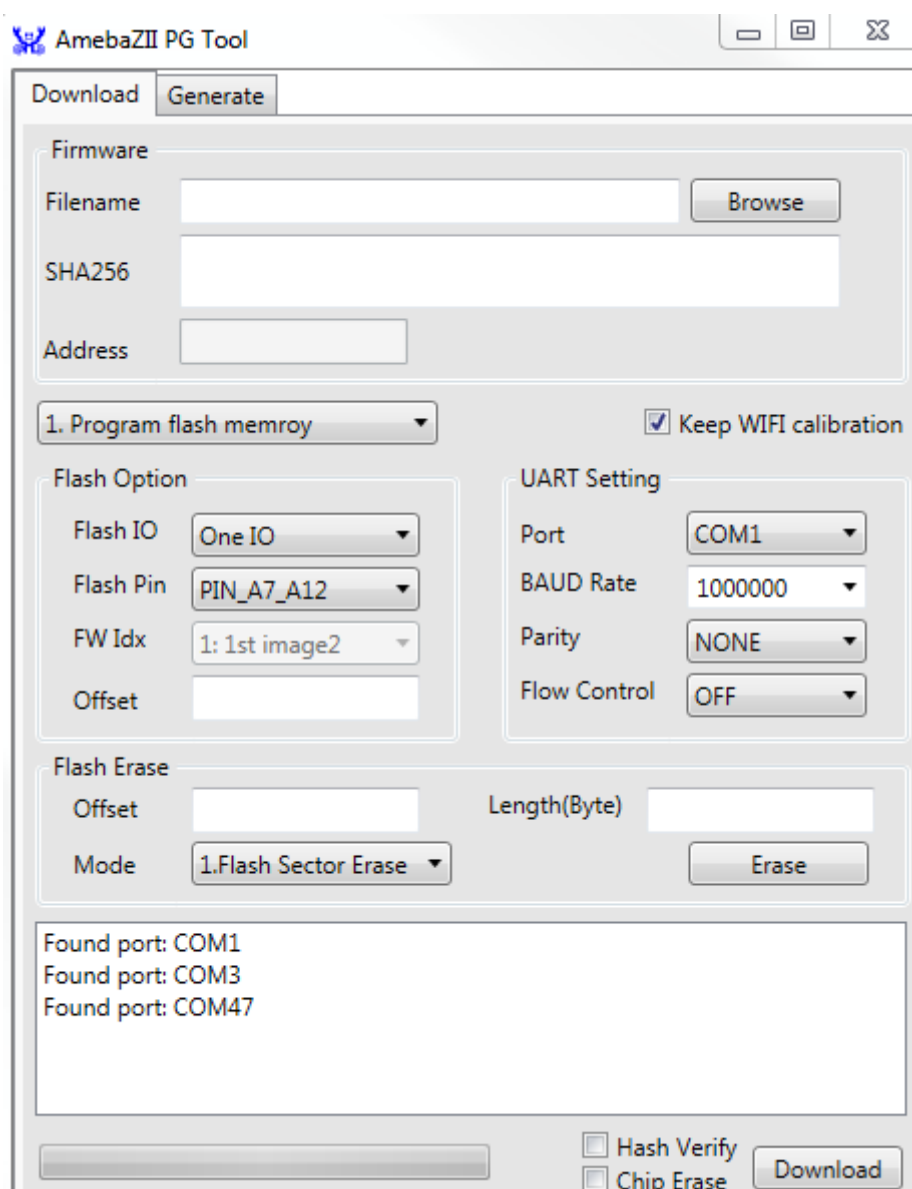 AmebaZII PG Tool
Download Generate
Firmware
Filename Browse
SHA256
Address
1. Program flash memroy Keep WIFI calibration
Flash Option UART Setting
Flash IO One IO Port COM1
Flash Pin PIN_A7_A12 BAUD Rate 1000000
FW Idx 1: 1st image2 Parity NONE
Offset Flow Control OFF
Flash Erase
Offset Length(Byte)
Mode 1.Flash Sector Erase Erase
Found port: COM1
Found port: COM3
Found port: COM47
Hash Verify
Chip Erase Download